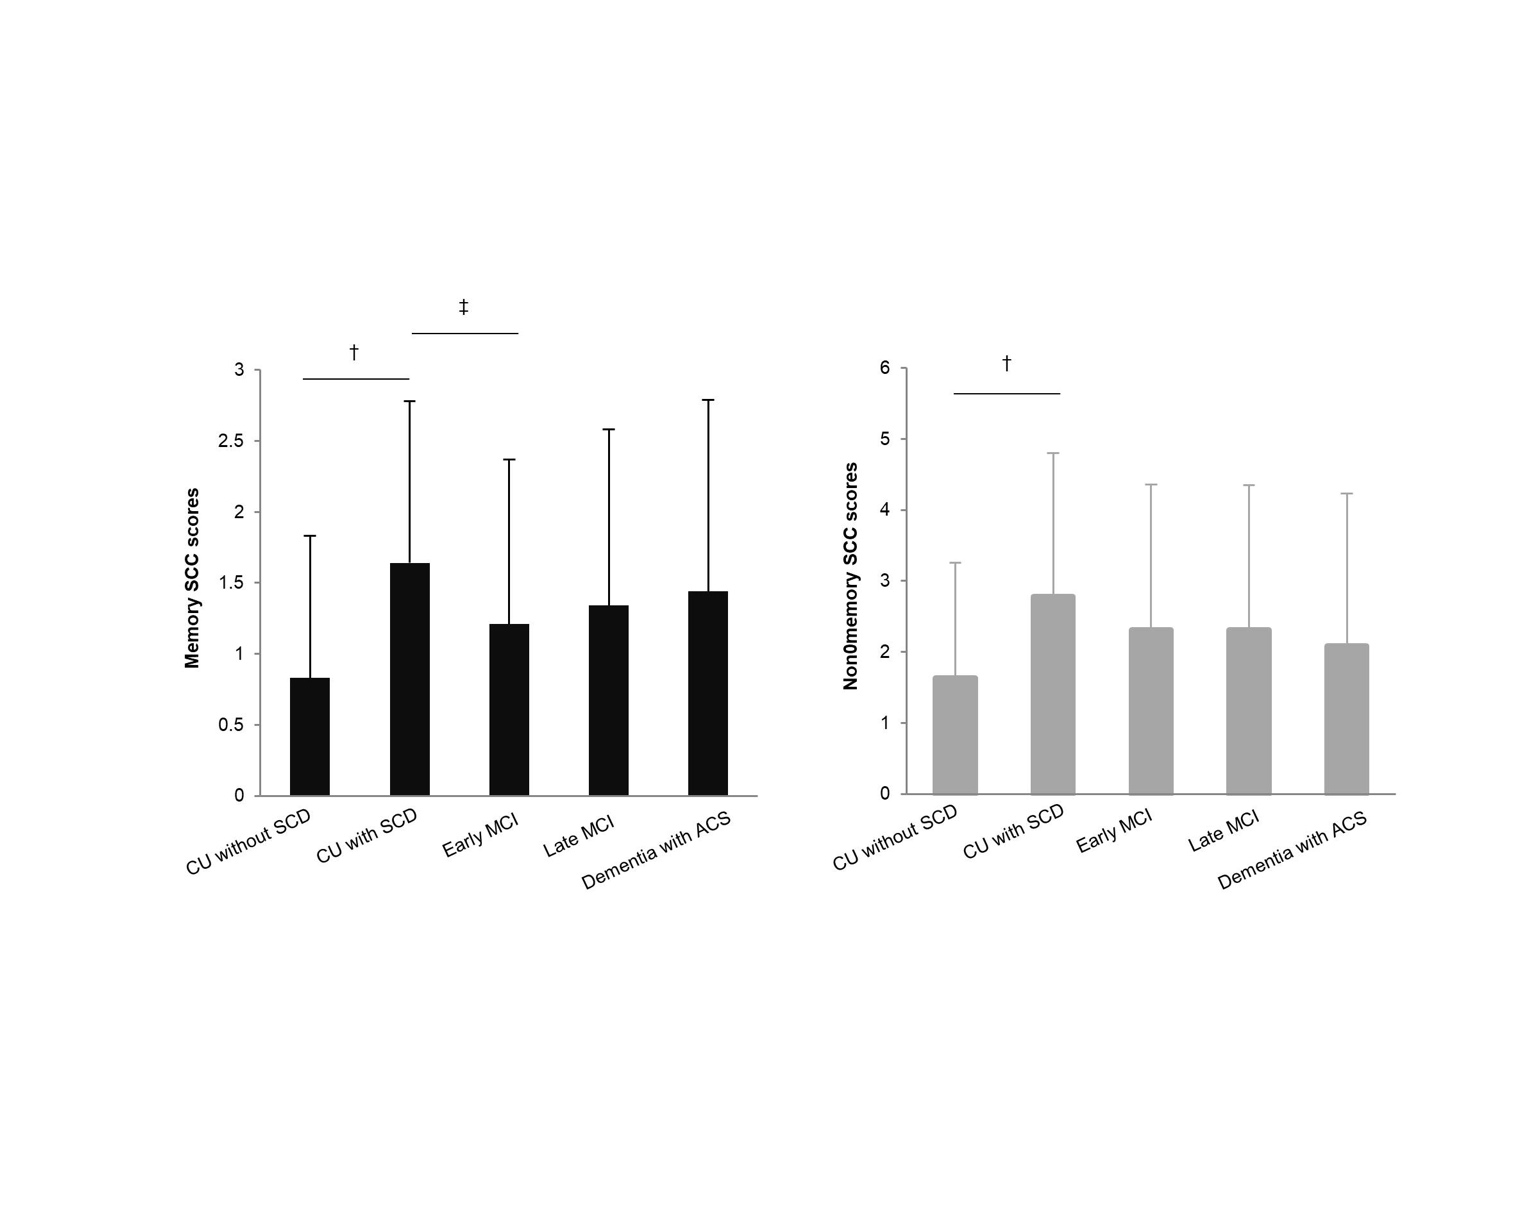 ‡
†
3
2.5
2
1.5
1
0.5
0
Memory SCC scores
CU without SCD
CU with SCD
Early MCI
Late MCI
Dementia with ACS
†
6
5
4
3
2
1
0
Non0memory SCC scores
CU without SCD
CU with SCD
Early MCI
Late MCI
Dementia with ACS